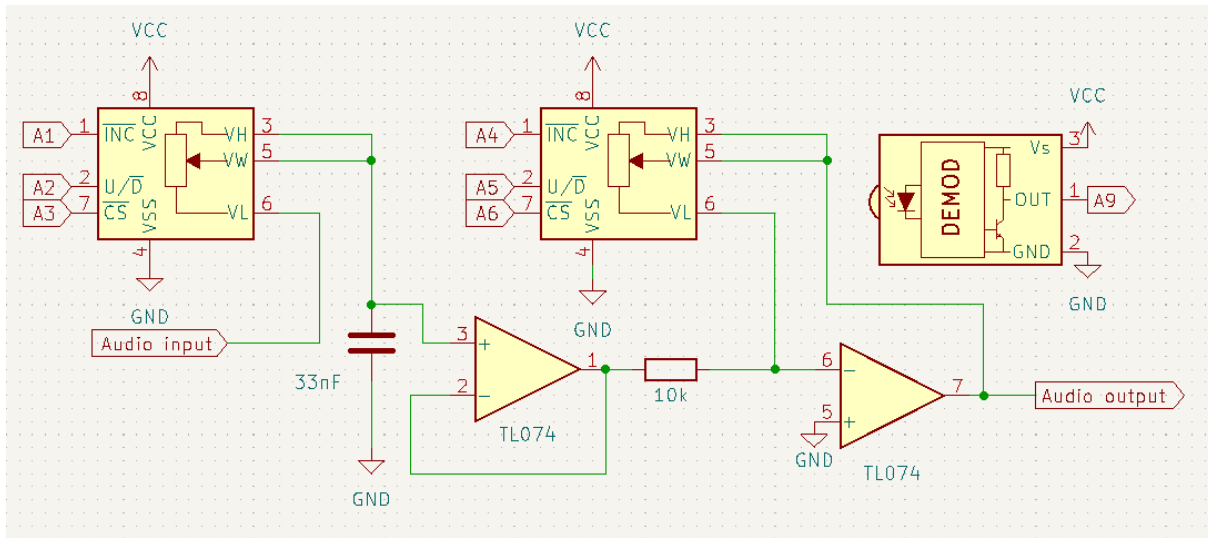 VCC
8
A1
1
INC
VCC
VH
3
VW
5
A2
2
U/D
A3
7
CS
VSS
VL
6
4
GND
Audio input
33nF
GND
3
+
2
-
1
TL074
10k
VCC
8
A4
1
INC
VCC
VH
3
VW
5
A5
2
U/D
A6
7
CS
VSS
VL
6
4
GND
6
-
5
+
7
GND
TL074
Audio output
VCC
3
Vs
DEMOD
OUT
1
A9
GND
2
GND